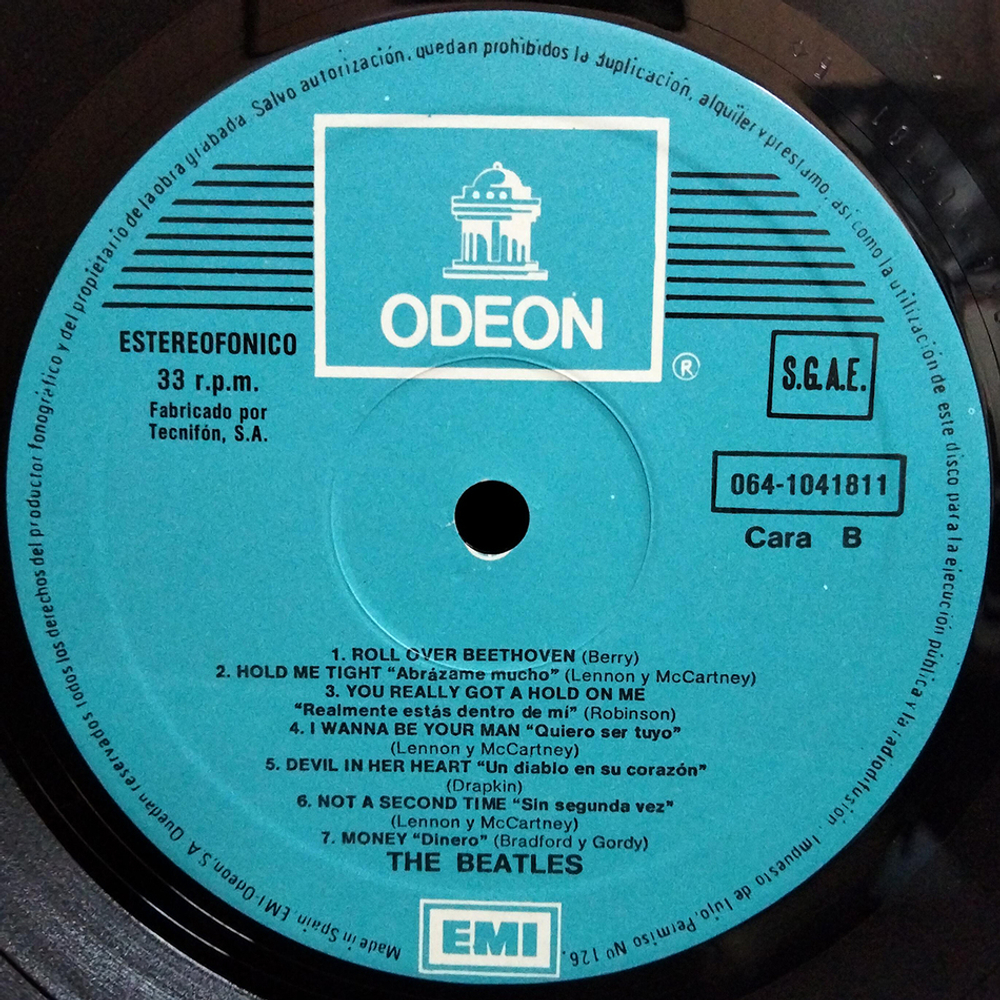 Made in Spain. EMI-Odeon, S.A. Quedan reservados todos los derechos del productor fonográfico y del propietario de la obra grabada. Salvo autorización, quedan prohibidos la duplicación, alquiler y prestamo, así como la utilización de este disco para la ejecución pública y la radiodifusión. Impuesto de lujo, Permiso Nº 126.
ODEON
®
ESTEREOFONICO
33 r.p.m.
Fabricado por
Tecnifón, S.A.
S.G.A.E.
064-1041811
Cara B
1. ROLL OVER BEETHOVEN (Berry)
2. HOLD ME TIGHT “Abrázame mucho” (Lennon y McCartney)
3. YOU REALLY GOT A HOLD ON ME
“Realmente estás dentro de mí” (Robinson)
4. I WANNA BE YOUR MAN “Quiero ser tuyo”
(Lennon y McCartney)
5. DEVIL IN HER HEART “Un diablo en su corazón”
(Drapkin)
6. NOT A SECOND TIME “Sin segunda vez”
(Lennon y McCartney)
7. MONEY “Dinero” (Bradford y Gordy)
THE BEATLES
EMI